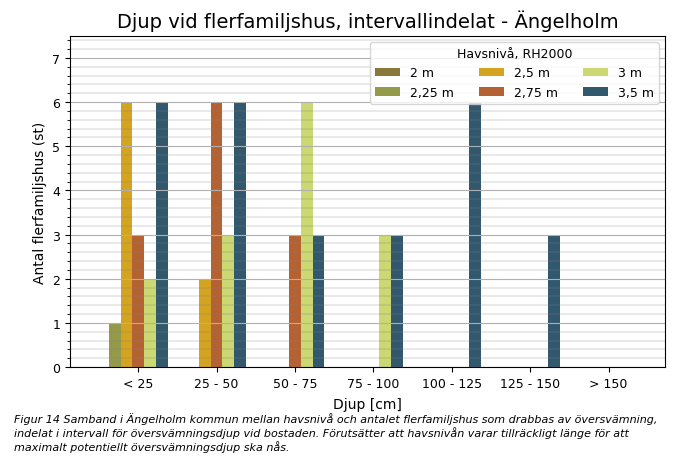 Djup vid flerfamiljshus, intervallindelat - Ängelholm
Havsnivå, RH2000
2 m 2,5 m 3 m
2,25 m 2,75 m 3,5 m
Antal flerfamiljshus (st)
7
6
5
4
3
2
1
0
< 25 25 - 50 50 - 75 75 - 100 100 - 125 125 - 150 > 150
Djup [cm]
Figur 14 Samband i Ängelholm kommun mellan havsnivå och antalet flerfamiljshus som drabbas av översvämning,
indelat i intervall för översvämningsdjup vid bostaden. Förutsätter att havsnivån varar tillräckligt länge för att
maximalt potentiellt översvämningsdjup ska nås.